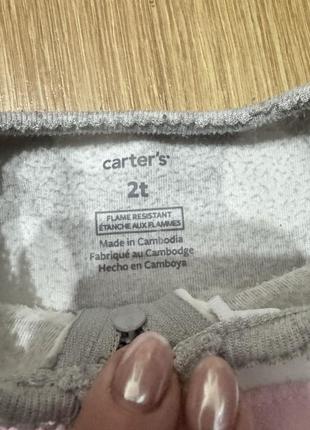 carter's
2t
FLAME RESISTANT
ÉTANCHE AUX FLAMMES
Made in Cambodia
Fabriqué au Cambodge
Hecho en Camboya